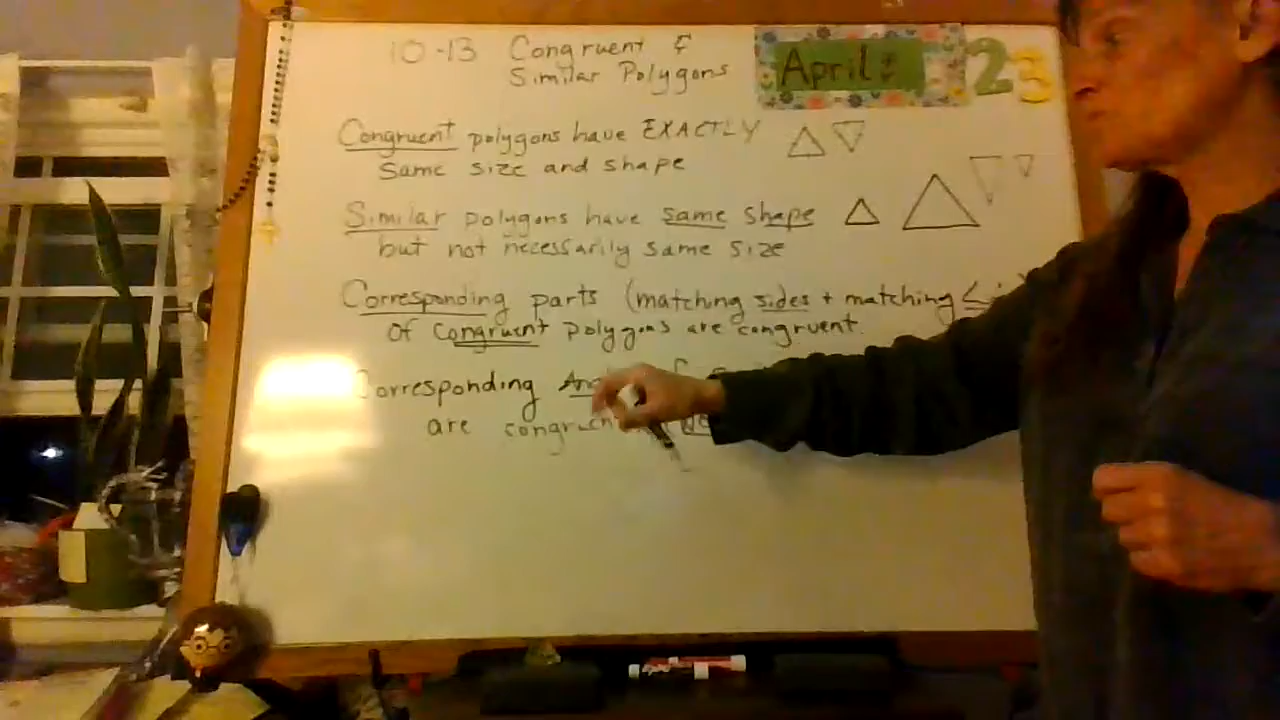 10-13 Congruent &
Similar Polygons
April:
23
Congruent polygons have EXACTLY
same size and shape
Similar polygons have same shape
but not necessarily same size
Corresponding parts (matching sides + matching
of congruent polygons are congruent.
Corresponding
are